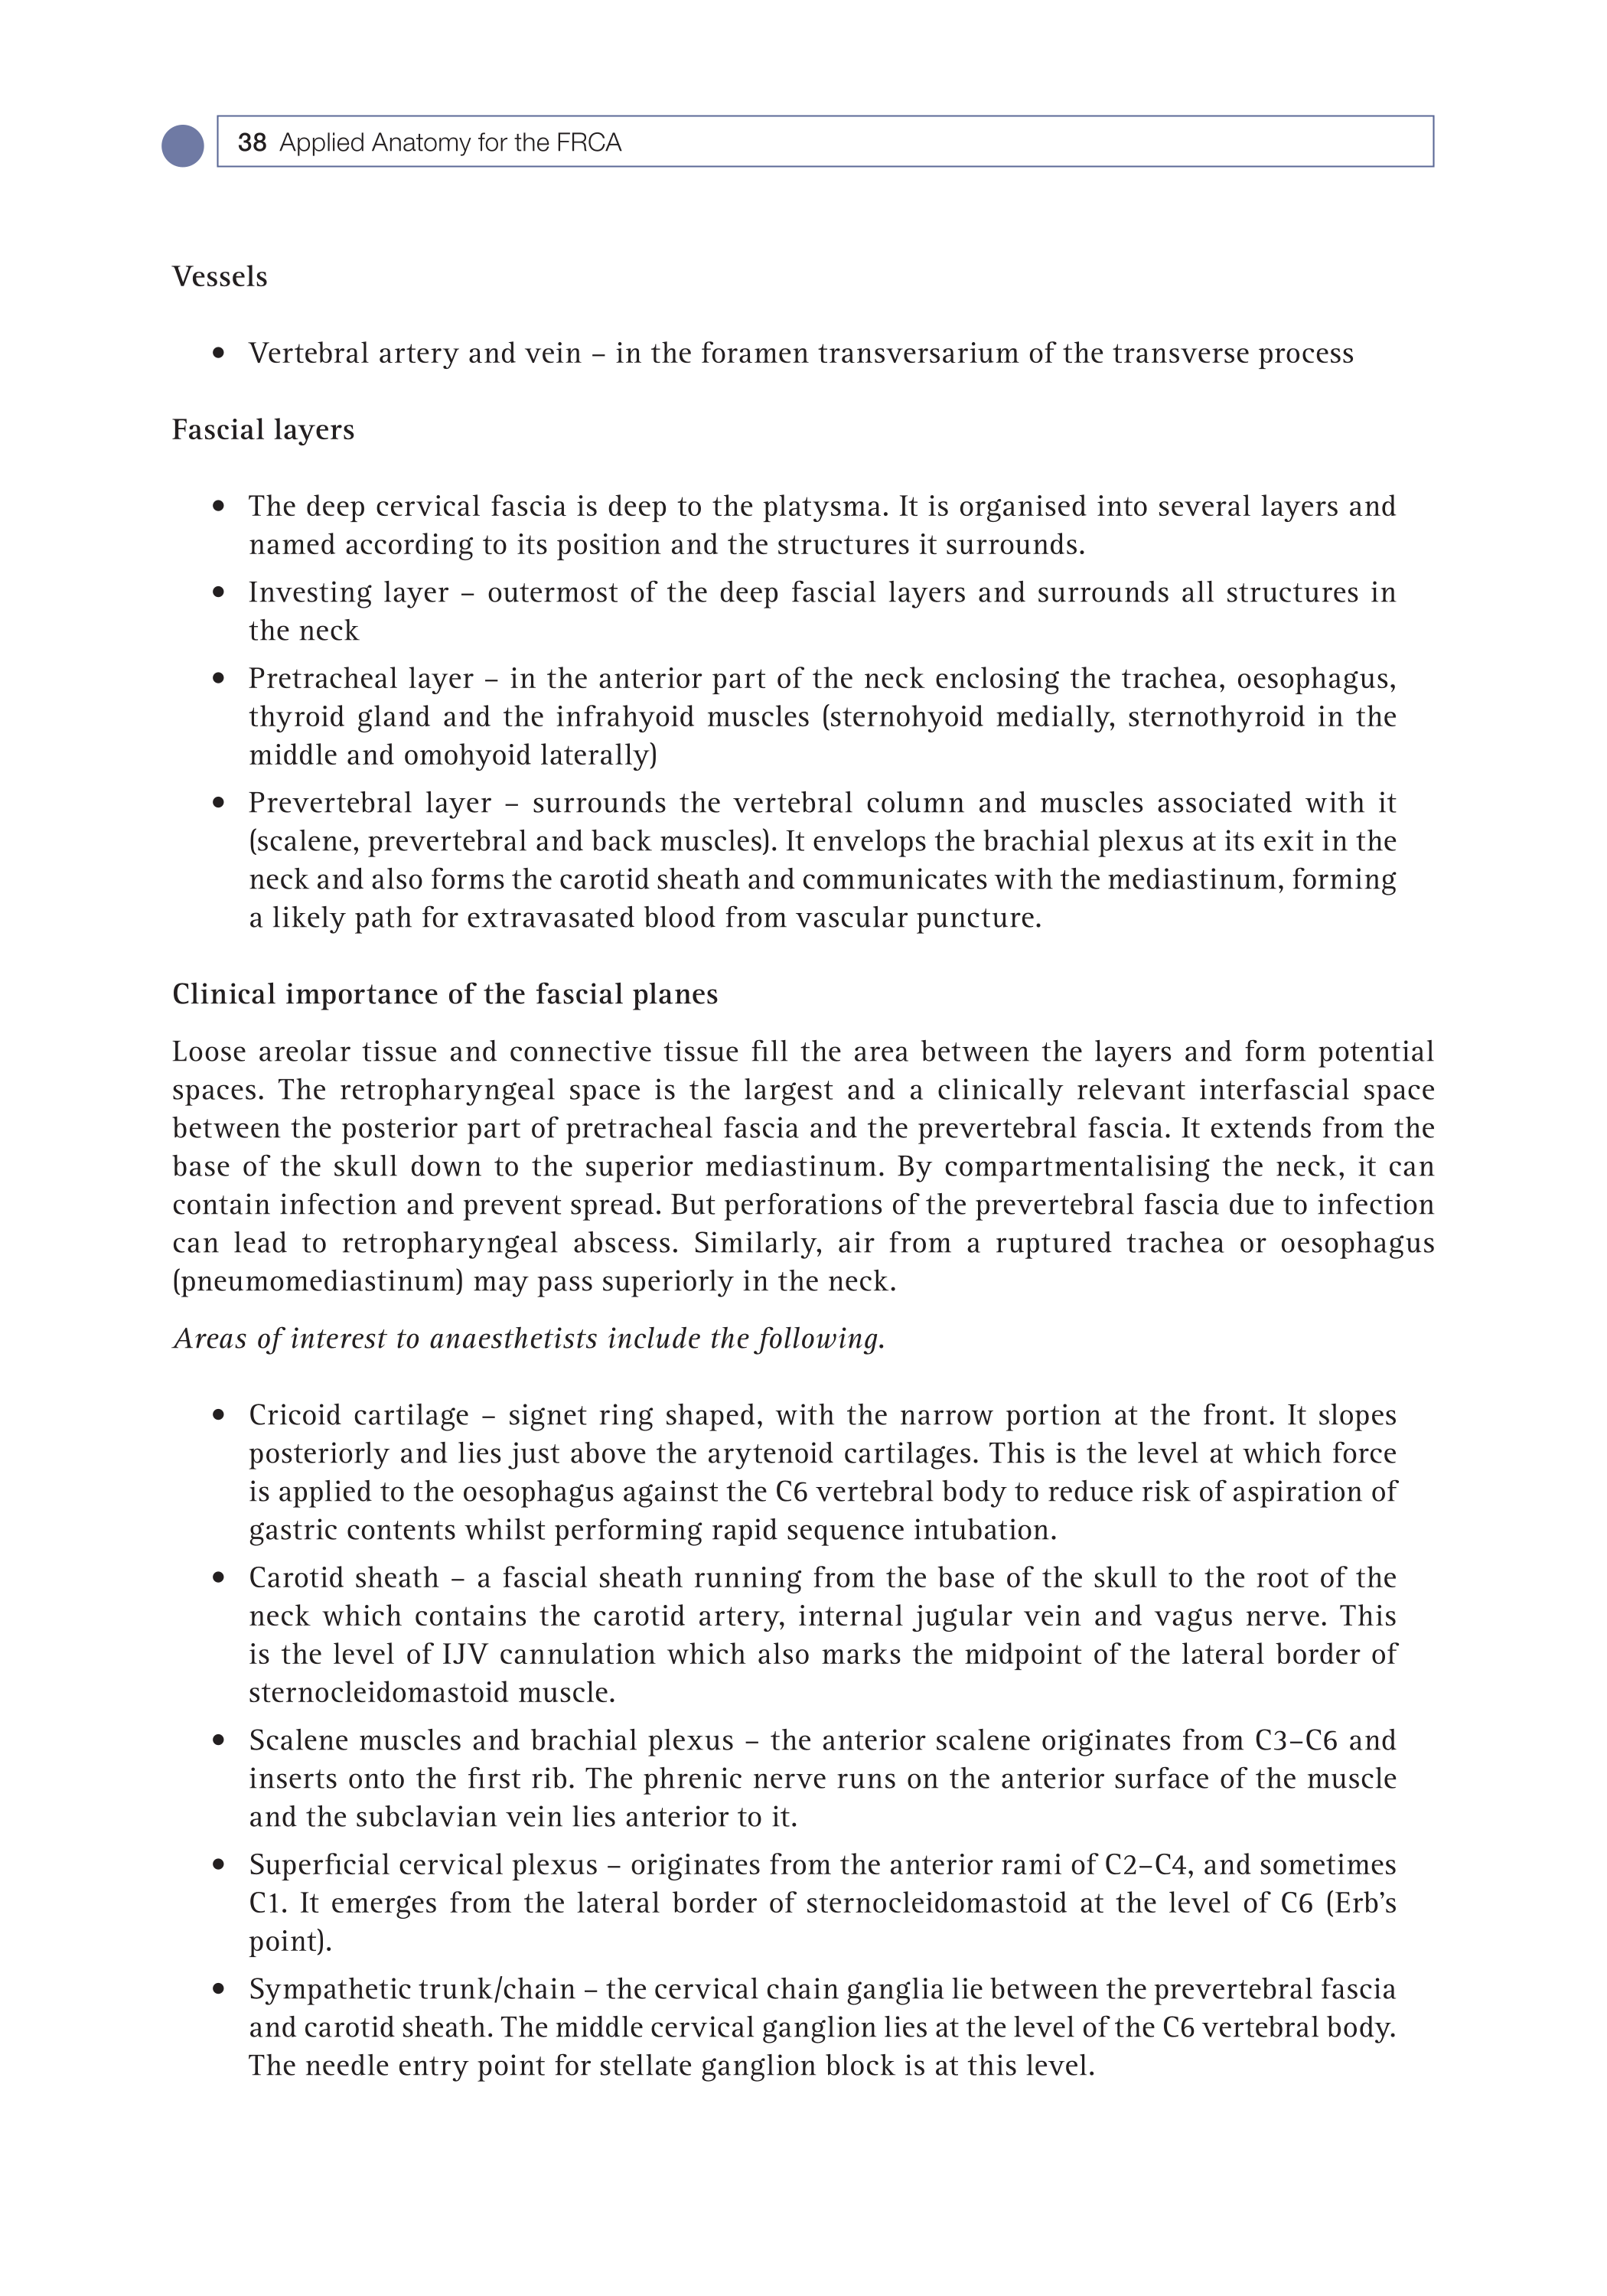 38 Applied Anatomy for the FRCA
Vessels
• Vertebral artery and vein – in the foramen transversarium of the transverse process
Fascial layers
• The deep cervical fascia is deep to the platysma. It is organised into several layers and
named according to its position and the structures it surrounds.
• Investing layer – outermost of the deep fascial layers and surrounds all structures in
the neck
• Pretracheal layer – in the anterior part of the neck enclosing the trachea, oesophagus,
thyroid gland and the infrahyoid muscles (sternohyoid medially, sternothyroid in the
middle and omohyoid laterally)
• Prevertebral layer – surrounds the vertebral column and muscles associated with it
(scalene, prevertebral and back muscles). It envelops the brachial plexus at its exit in the
neck and also forms the carotid sheath and communicates with the mediastinum, forming
a likely path for extravasated blood from vascular puncture.
Clinical importance of the fascial planes
Loose areolar tissue and connective tissue fill the area between the layers and form potential
spaces. The retropharyngeal space is the largest and a clinically relevant interfascial space
between the posterior part of pretracheal fascia and the prevertebral fascia. It extends from the
base of the skull down to the superior mediastinum. By compartmentalising the neck, it can
contain infection and prevent spread. But perforations of the prevertebral fascia due to infection
can lead to retropharyngeal abscess. Similarly, air from a ruptured trachea or oesophagus
(pneumomediastinum) may pass superiorly in the neck.
Areas of interest to anaesthetists include the following.
• Cricoid cartilage – signet ring shaped, with the narrow portion at the front. It slopes
posteriorly and lies just above the arytenoid cartilages. This is the level at which force
is applied to the oesophagus against the C6 vertebral body to reduce risk of aspiration of
gastric contents whilst performing rapid sequence intubation.
• Carotid sheath – a fascial sheath running from the base of the skull to the root of the
neck which contains the carotid artery, internal jugular vein and vagus nerve. This
is the level of IJV cannulation which also marks the midpoint of the lateral border of
sternocleidomastoid muscle.
• Scalene muscles and brachial plexus – the anterior scalene originates from C3–C6 and
inserts onto the first rib. The phrenic nerve runs on the anterior surface of the muscle
and the subclavian vein lies anterior to it.
• Superficial cervical plexus – originates from the anterior rami of C2–C4, and sometimes
C1. It emerges from the lateral border of sternocleidomastoid at the level of C6 (Erb’s
point).
• Sympathetic trunk/chain – the cervical chain ganglia lie between the prevertebral fascia
and carotid sheath. The middle cervical ganglion lies at the level of the C6 vertebral body.
The needle entry point for stellate ganglion block is at this level.